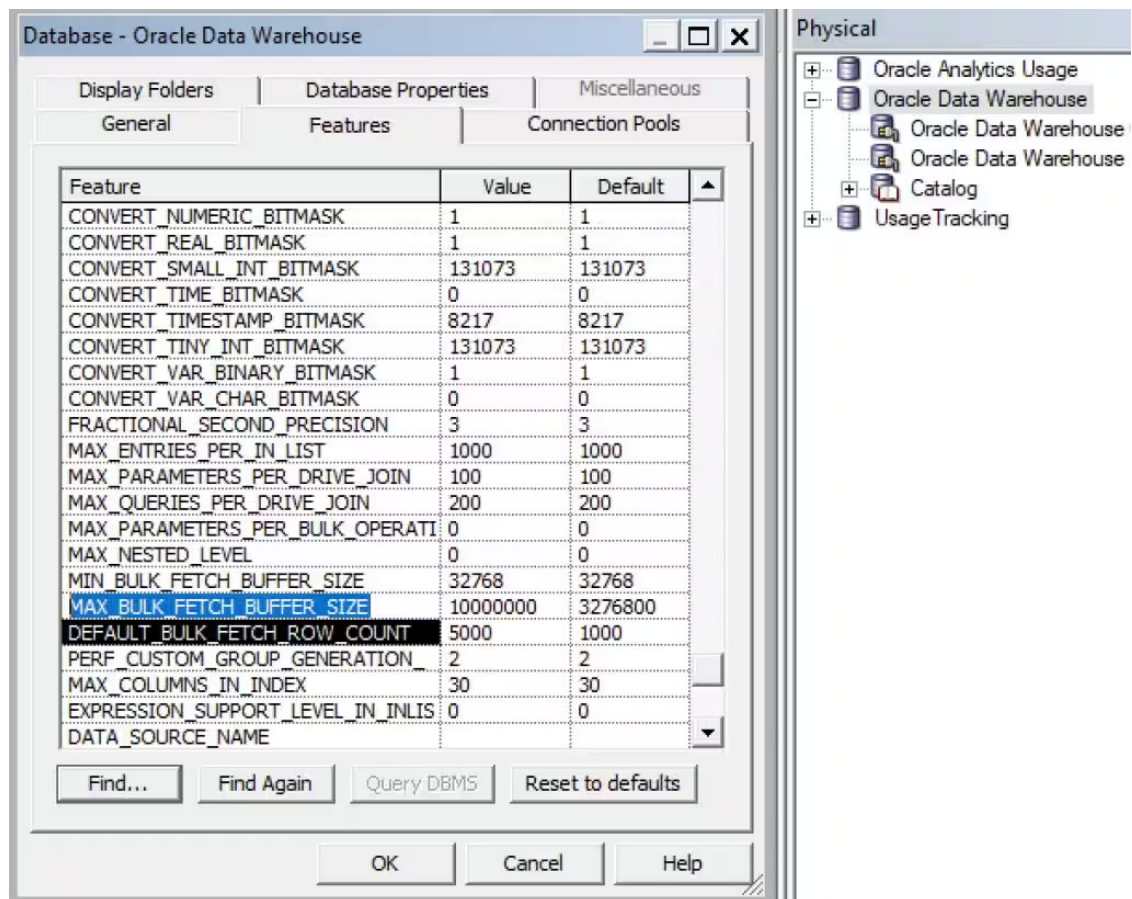 Database - Oracle Data Warehouse
Display Folders Database Properties Miscellaneous
General Features Connection Pools
Feature Value Default
CONVERT_NUMERIC_BITMASK 1 1
CONVERT_REAL_BITMASK 1 1
CONVERT_SMALL_INT_BITMASK 131073 131073
CONVERT_TIME_BITMASK 0 0
CONVERT_TIMESTAMP_BITMASK 8217 8217
CONVERT_TINY_INT_BITMASK 131073 131073
CONVERT_VAR_BINARY_BITMASK 1 1
CONVERT_VAR_CHAR_BITMASK 0 0
FRACTIONAL_SECOND_PRECISION 3 3
MAX_ENTRIES_PER_IN_LIST 1000 1000
MAX_PARAMETERS_PER_DRIVE_JOIN 100 100
MAX_QUERIES_PER_DRIVE_JOIN 200 200
MAX_PARAMETERS_PER_BULK_OPERATI 0 0
MAX_NESTED_LEVEL 0 0
MIN_BULK_FETCH_BUFFER_SIZE 32768 32768
MAX_BULK_FETCH_BUFFER_SIZE 10000000 3276800
DEFAULT_BULK_FETCH_ROW_COUNT 5000 1000
PERF_CUSTOM_GROUP_GENERATION_ 2 2
MAX_COLUMNS_IN_INDEX 30 30
EXPRESSION_SUPPORT_LEVEL_IN_INLIS 0 0
DATA_SOURCE_NAME
Find... Find Again Query DBMS Reset to defaults
OK Cancel Help
Physical
Oracle Analytics Usage
Oracle Data Warehouse
Oracle Data Warehouse
Oracle Data Warehouse
Catalog
UsageTracking